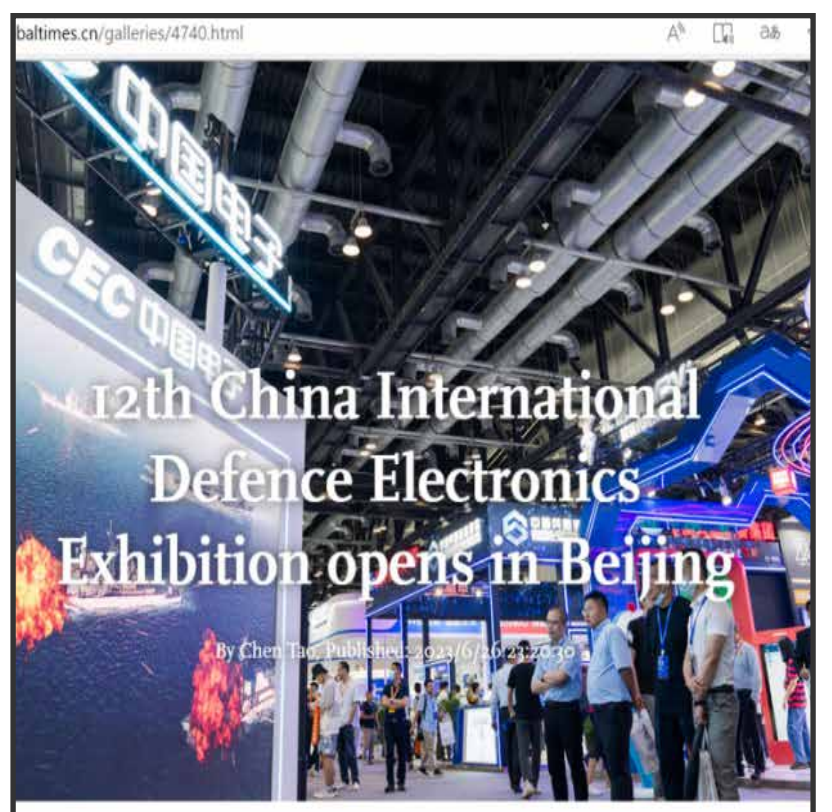 baltimes.cn/galleries/4740.html
中国电子
CEC 中国电子
12th China International
Defence Electronics
Exhibition opens in Beijing
By Chen Tao, Published: 2023/6/26 23:20:30